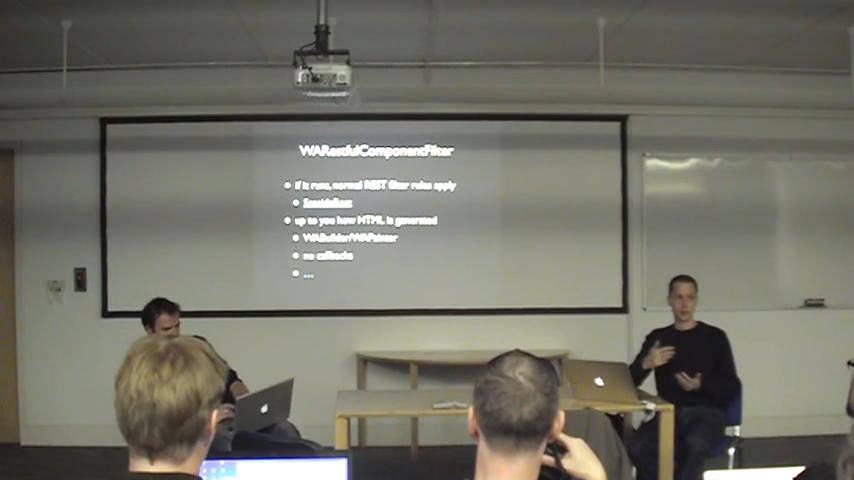 WARestfulComponentFilter
• if it runs, normal REST filter rules apply
• SeasideRest
• up to you how HTML is generated
• WABuilder/WAPainter
• no callbacks
• ...